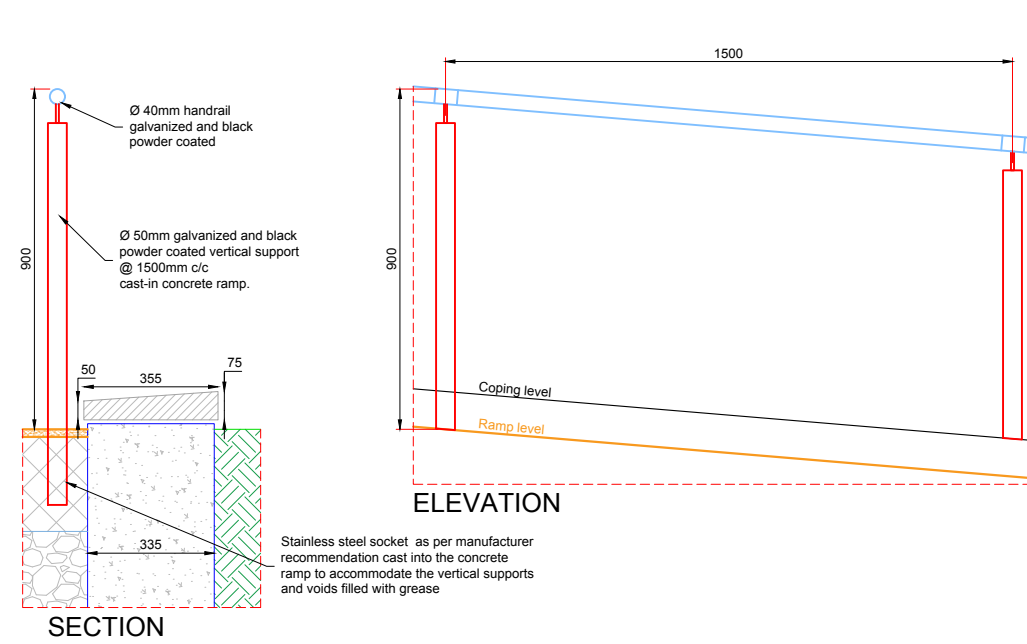 1500
Ø 40mm handrail
galvanized and black
powder coated
900
Ø 50mm galvanized and black
powder coated vertical support
@ 1500mm c/c
cast-in concrete ramp.
900
50
355
75
Coping level
Ramp level
335
ELEVATION
Stainless steel socket as per manufacturer
recommendation cast into the concrete
ramp to accommodate the vertical supports
and voids filled with grease
SECTION